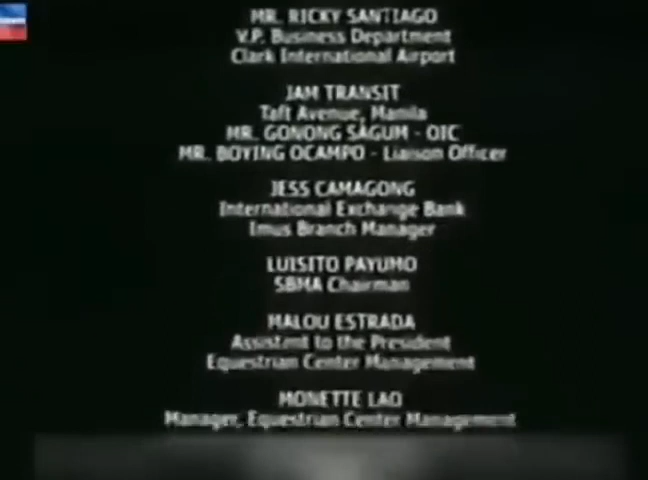 MR. RICKY SANTIAGO
V.P. Business Department
Clark International Airport
JAM TRANSIT
Taft Avenue, Manila
MR. GONONG SAGUM - OIC
MR. BOYING OCAMPO - Liaison Officer
JESS CAMAGONG
International Exchange Bank
Imus Branch Manager
LUISITO PAYUMO
SBMA Chairman
MALOU ESTRADA
Assistent to the President
Equestrian Center Management
MONETTE LAO
Manager, Equestrian Center Management